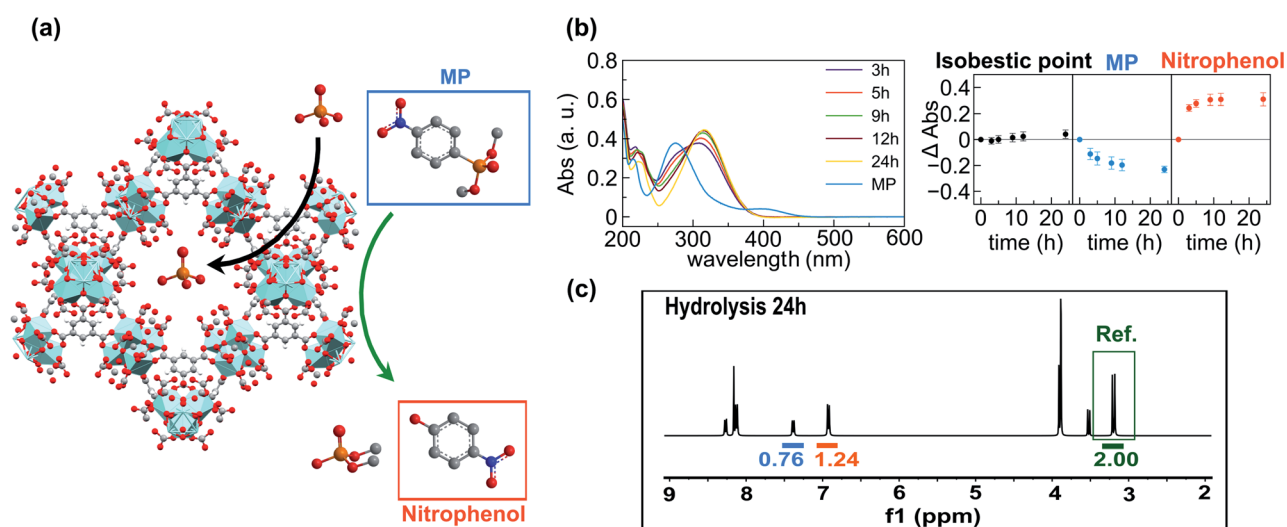 (a)
MP
Nitrophenol
(b)
0.8
0.6
0.4
0.2
0
Abs (a. u.)
200
300
400
500
600
wavelength (nm)
3h
5h
9h
12h
24h
MP
Isobestic point
MP
Nitrophenol
Δ Abs
0.4
0.2
0
−0.2
−0.4
0 10 20
0 10 20
0 10 20
time (h)
time (h)
time (h)
(c)
Hydrolysis 24h
Ref.
0.76
1.24
2.00
9 8 7 6 5 4 3 2
f1 (ppm)